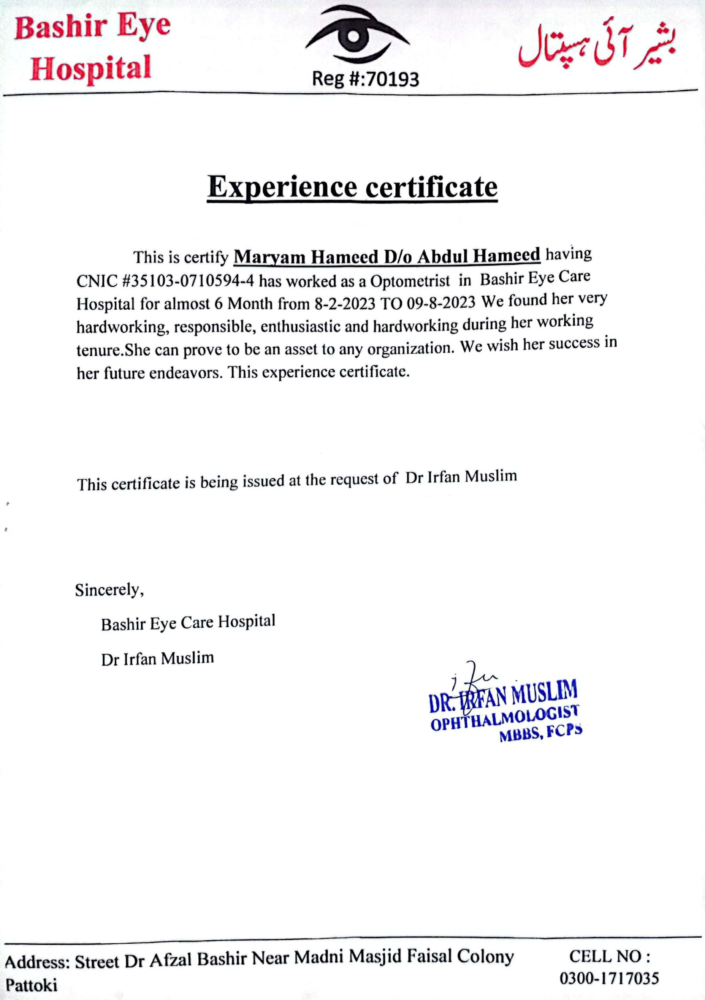 Bashir Eye
Hospital
Reg #:70193
بشیر آئی ہسپتال
Experience certificate
This is certify Maryam Hameed D/o Abdul Hameed having
CNIC #35103-0710594-4 has worked as a Optometrist in Bashir Eye Care
Hospital for almost 6 Month from 8-2-2023 TO 09-8-2023 We found her very
hardworking, responsible, enthusiastic and hardworking during her working
tenure.She can prove to be an asset to any organization. We wish her success in
her future endeavors. This experience certificate.
This certificate is being issued at the request of Dr Irfan Muslim
Sincerely,
Bashir Eye Care Hospital
Dr Irfan Muslim
DR. IRFAN MUSLIM
OPHTHALMOLOGIST
MBBS, FCPS
Address: Street Dr Afzal Bashir Near Madni Masjid Faisal Colony
Pattoki
CELL NO :
0300-1717035